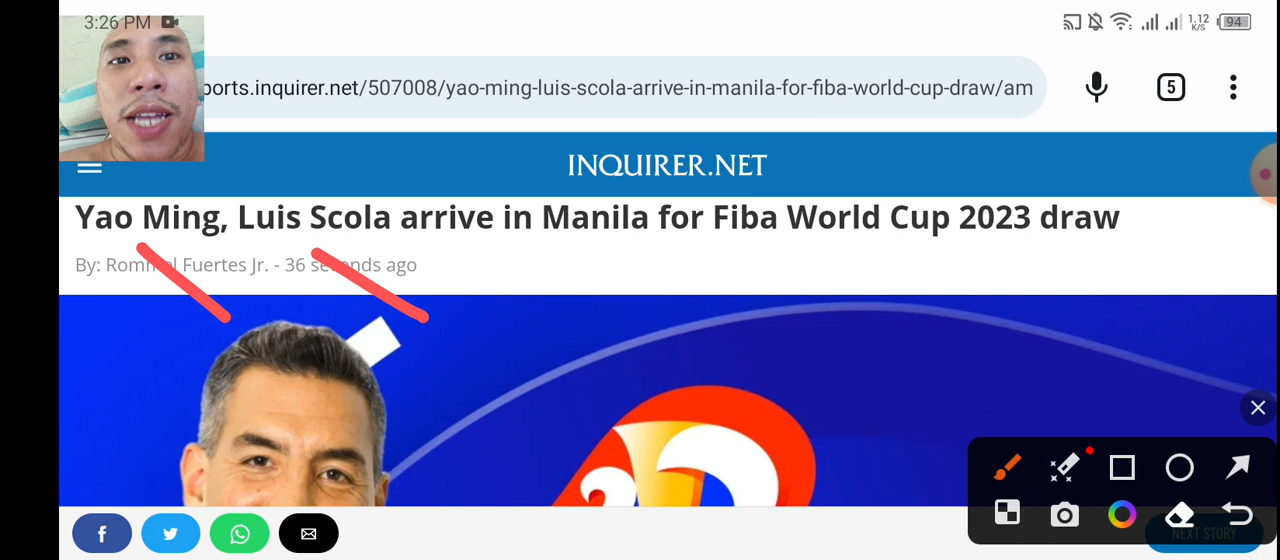 3:26 PM
1.12
K/S
94
ports.inquirer.net/507008/yao-ming-luis-scola-arrive-in-manila-for-fiba-world-cup-draw/am
5
INQUIRER.NET
Yao Ming, Luis Scola arrive in Manila for Fiba World Cup 2023 draw
By: Rommel Fuertes Jr. - 36 seconds ago
NEXT STORY